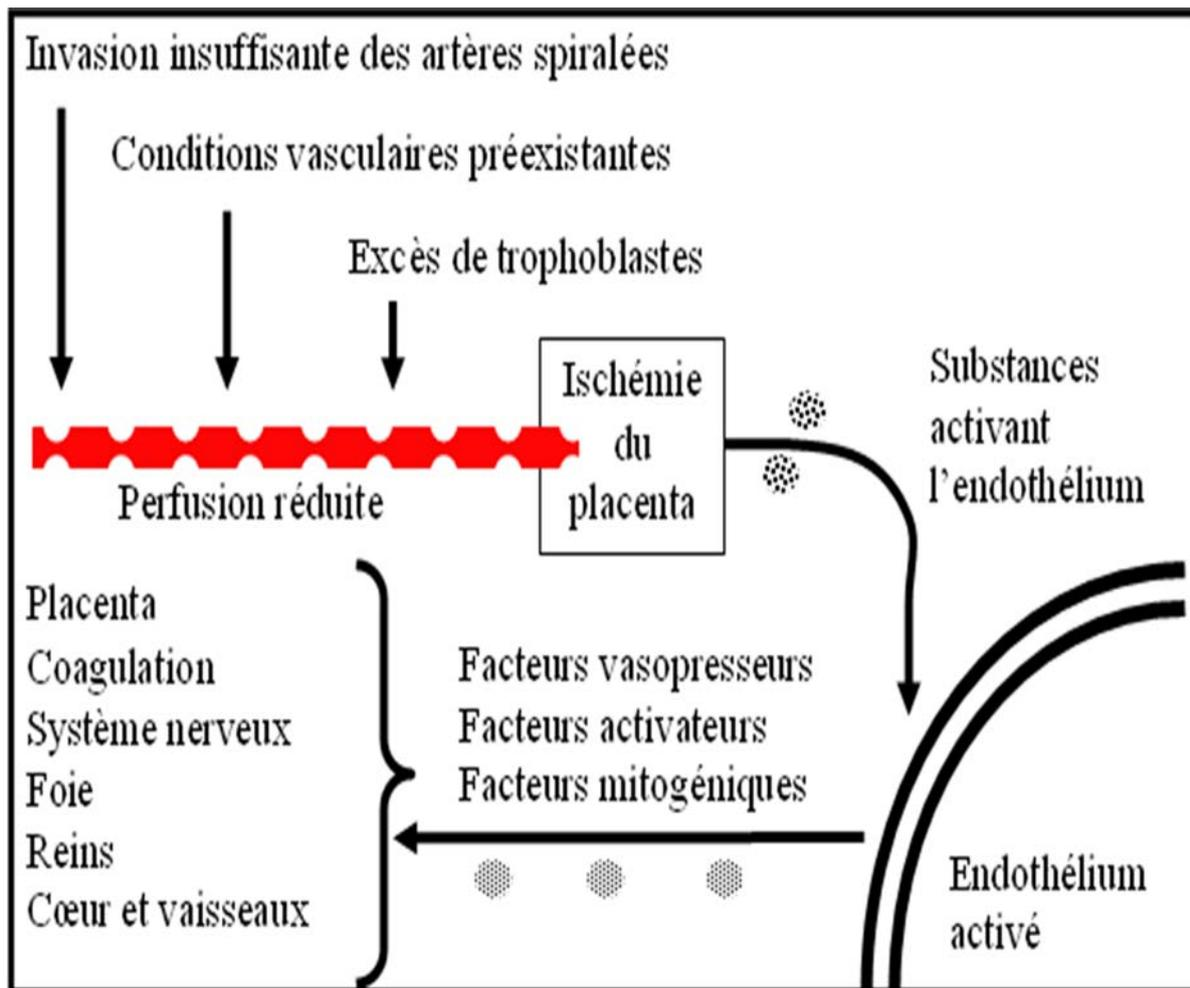 Invasion insuffisante des artères spiralées
Conditions vasculaires préexistantes
Excès de trophoblastes
Ischémie
du
placenta
Substances
activant
l'endothélium
Perfusion réduite
Placenta
Coagulation
Système nerveux
Foie
Reins
Cœur et vaisseaux
Facteurs vasopresseurs
Facteurs activateurs
Facteurs mitogéniques
Endothélium
activé